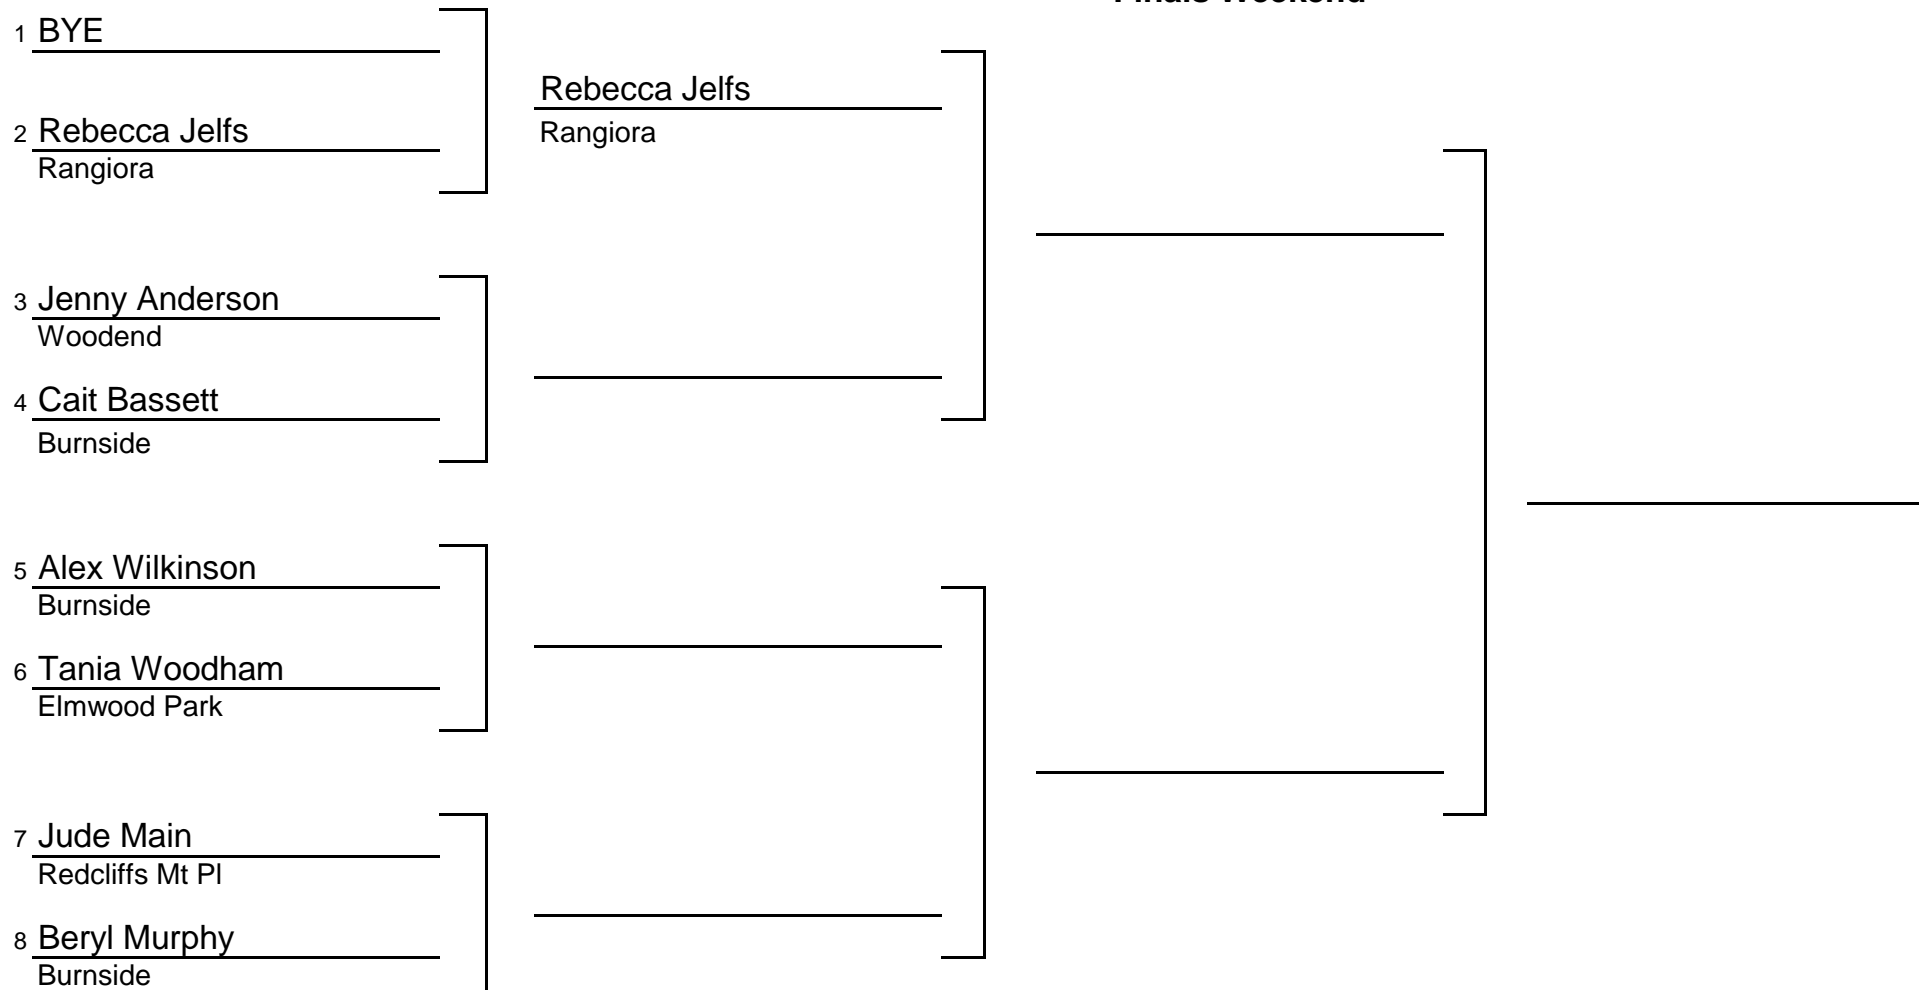 Finals Weekend
1 BYE
Rebecca Jelfs
Rangiora
2 Rebecca Jelfs
Rangiora
3 Jenny Anderson
Woodend
4 Cait Bassett
Burnside
5 Alex Wilkinson
Burnside
6 Tania Woodham
Elmwood Park
7 Jude Main
Redcliffs Mt Pl
8 Beryl Murphy
Burnside